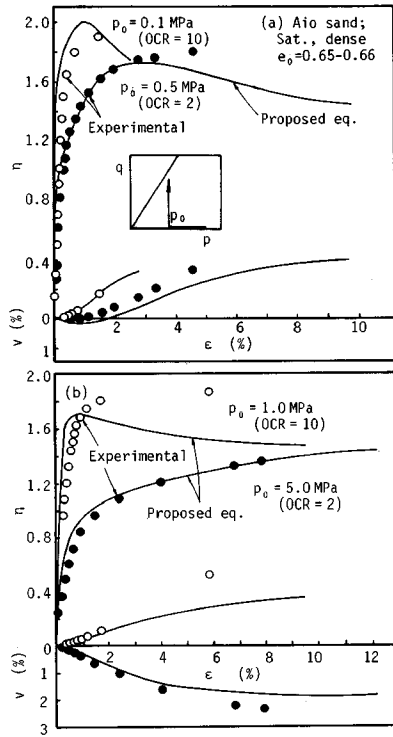 p₀ = 0.1 MPa
(OCR = 10)
(a) Aio sand;
Sat., dense
e₀=0.65-0.66
2.0
1.6
1.2
0.8
0.4
0
1
η
v (%)
p₀ = 0.5 MPa
(OCR = 2)
Experimental
Proposed eq.
q
p₀
p
2
4
ε (%)
6
8
10
(b)
2.0
1.6
1.2
0.8
0.4
0
1
2
3
η
v (%)
p₀ = 1.0 MPa
(OCR = 10)
Experimental
p₀ = 5.0 MPa
(OCR = 2)
Proposed eq.
2
4
ε (%)
6
8
10
12